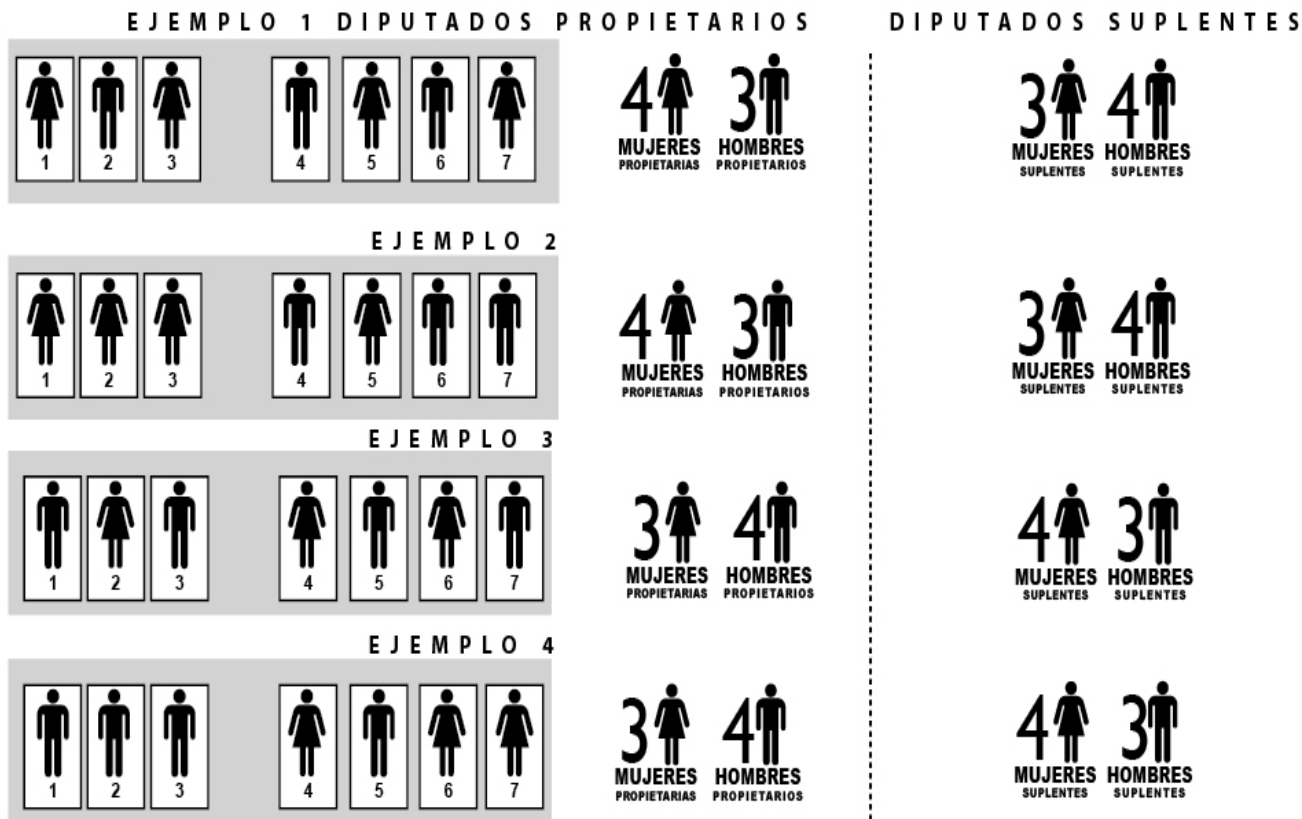 EJEMPLO 1 DIPUTADOS PROPIETARIOS
DIPUTADOS SUPLENTES
1 2 3 4 5 6 7
4 3
MUJERES HOMBRES
PROPIETARIAS PROPIETARIOS
3 4
MUJERES HOMBRES
SUPLENTES SUPLENTES
EJEMPLO 2
1 2 3 4 5 6 7
4 3
MUJERES HOMBRES
PROPIETARIAS PROPIETARIOS
3 4
MUJERES HOMBRES
SUPLENTES SUPLENTES
EJEMPLO 3
1 2 3 4 5 6 7
3 4
MUJERES HOMBRES
PROPIETARIAS PROPIETARIOS
4 3
MUJERES HOMBRES
SUPLENTES SUPLENTES
EJEMPLO 4
1 2 3 4 5 6 7
3 4
MUJERES HOMBRES
PROPIETARIAS PROPIETARIOS
4 3
MUJERES HOMBRES
SUPLENTES SUPLENTES